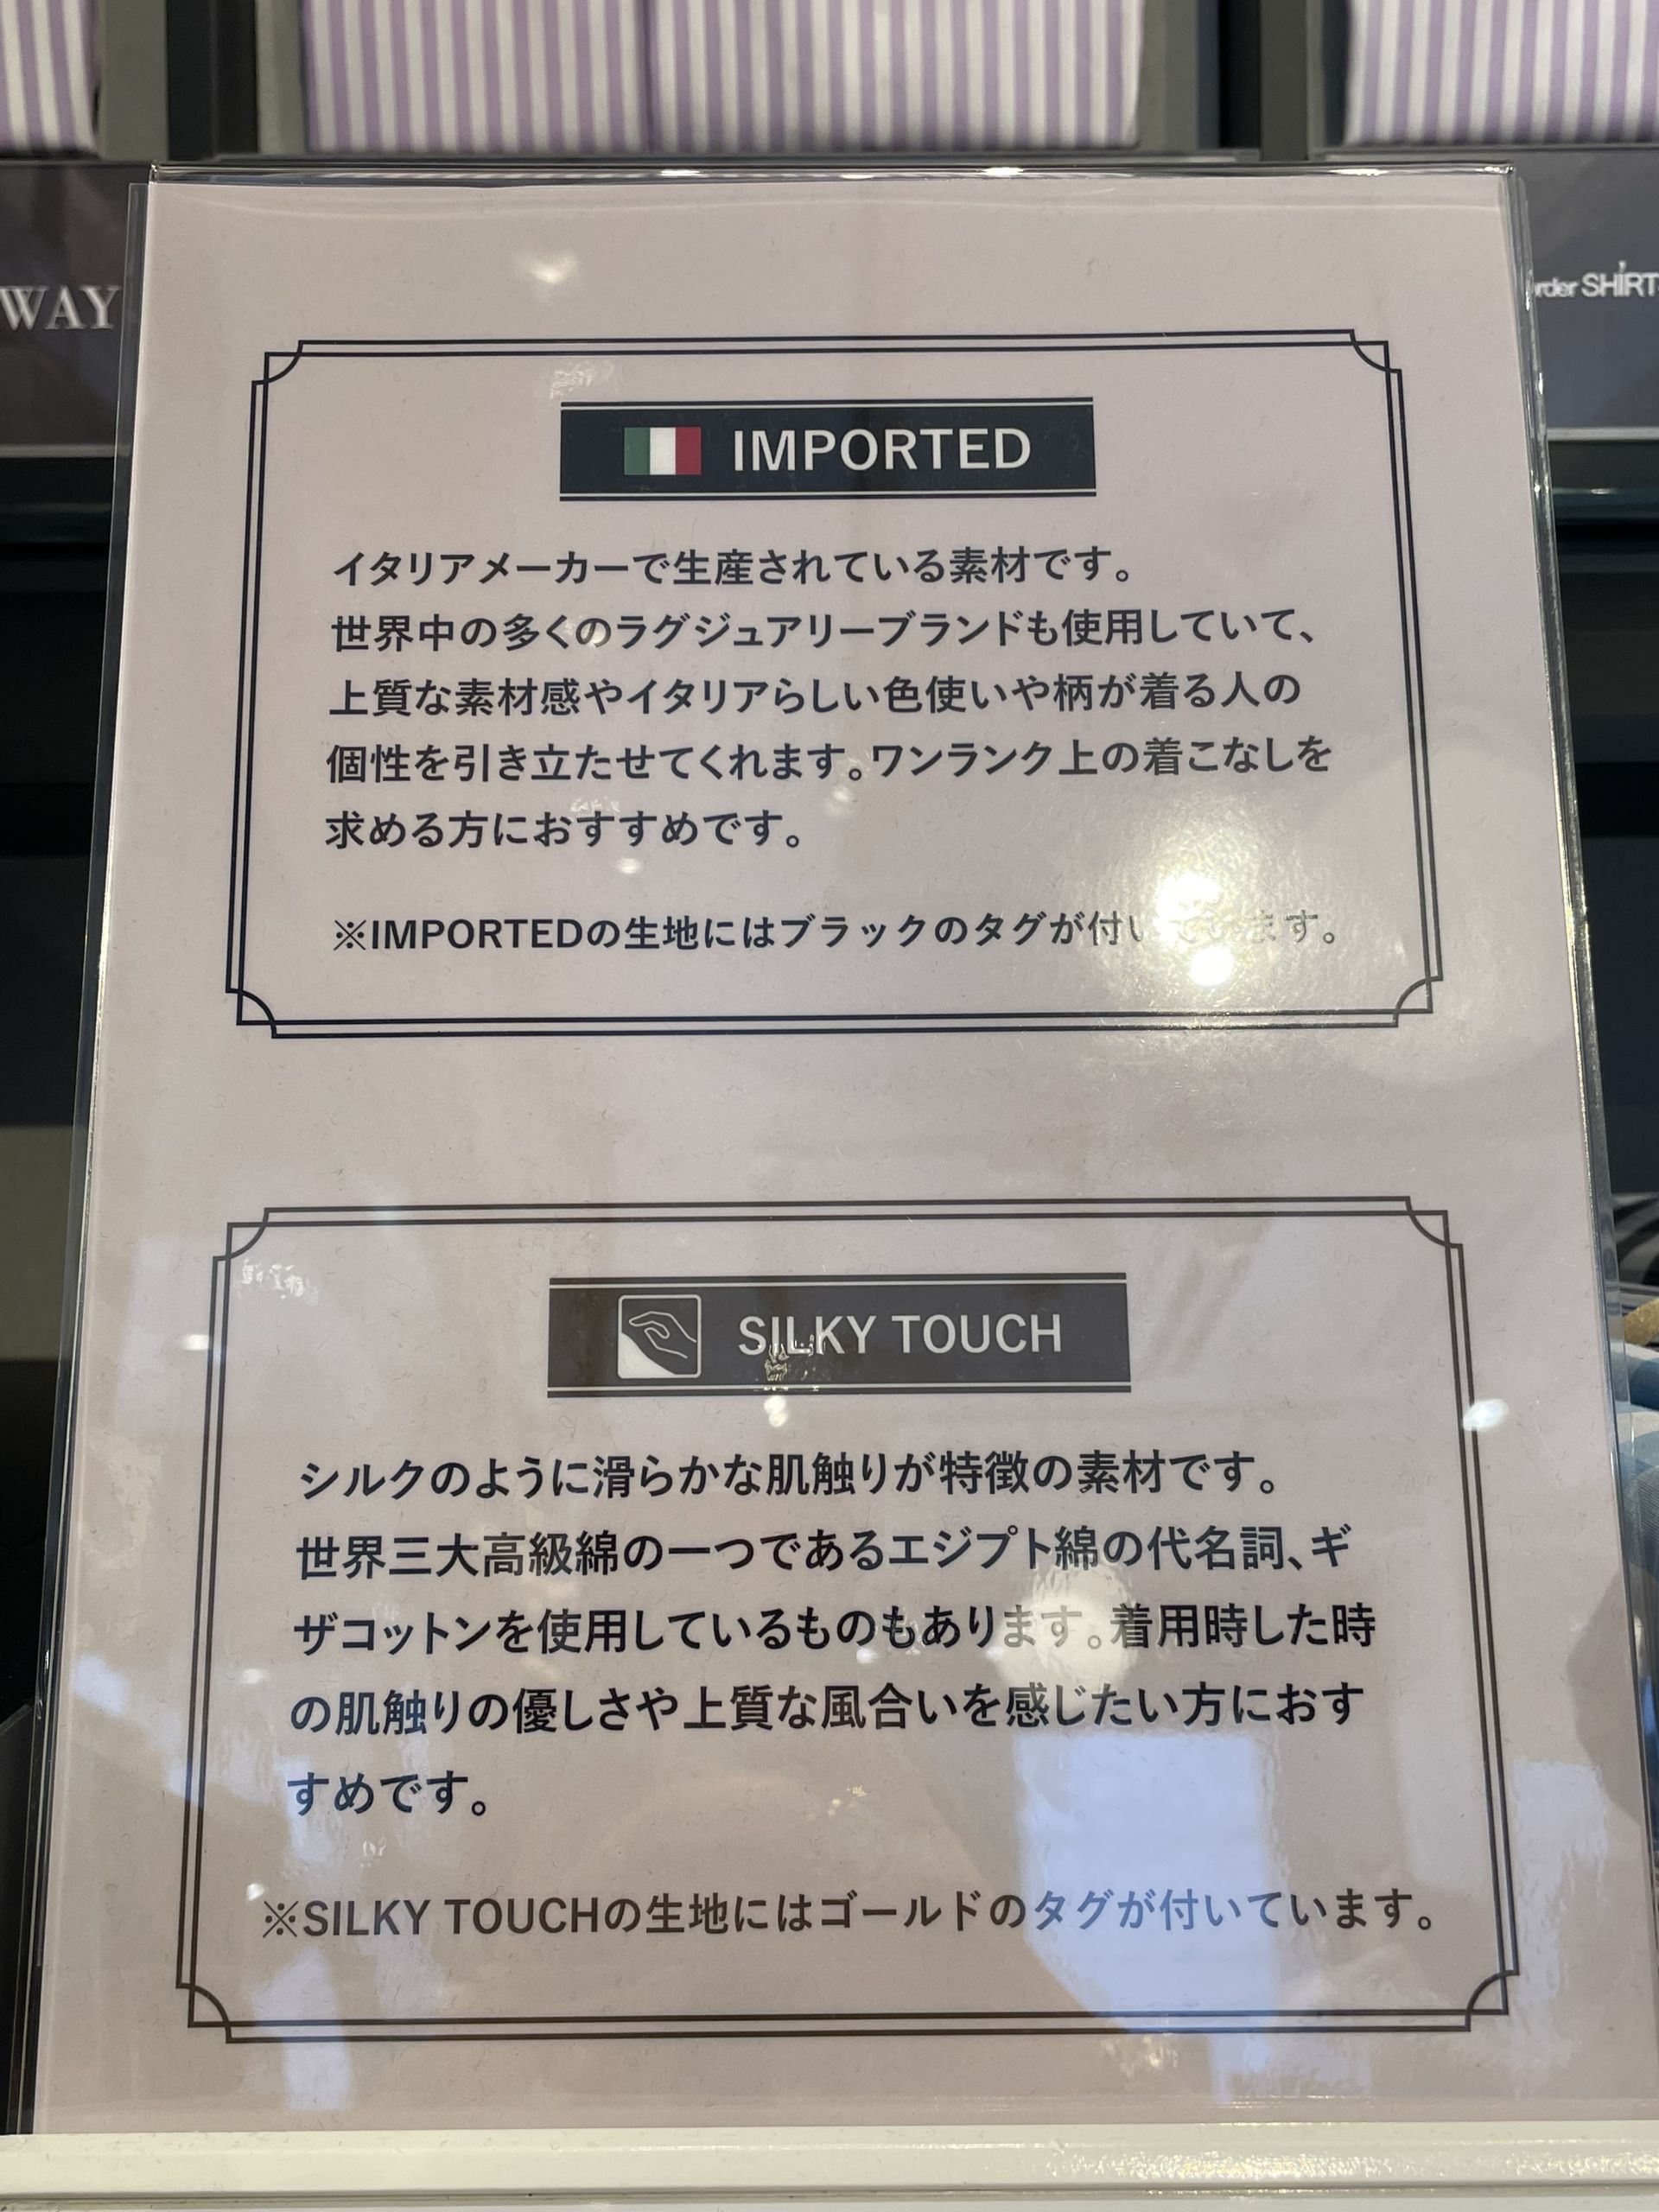 WAY
order SHIRTS
IMPORTED
イタリアメーカーで生産されている素材です。
世界中の多くのラグジュアリーブランドも使用していて、
上質な素材感やイタリアらしい色使いや柄が着る人の
個性を引き立たせてくれます。ワンランク上の着こなしを
求める方におすすめです。
※IMPORTEDの生地にはブラックのタグが付いています。
SILKY TOUCH
シルクのように滑らかな肌触りが特徴の素材です。
世界三大高級綿の一つであるエジプト綿の代名詞、ギ
ザコットンを使用しているものもあります。着用時した時
の肌触りの優しさや上質な風合いを感じたい方におす
すめです。
※SILKY TOUCHの生地にはゴールドのタグが付いています。